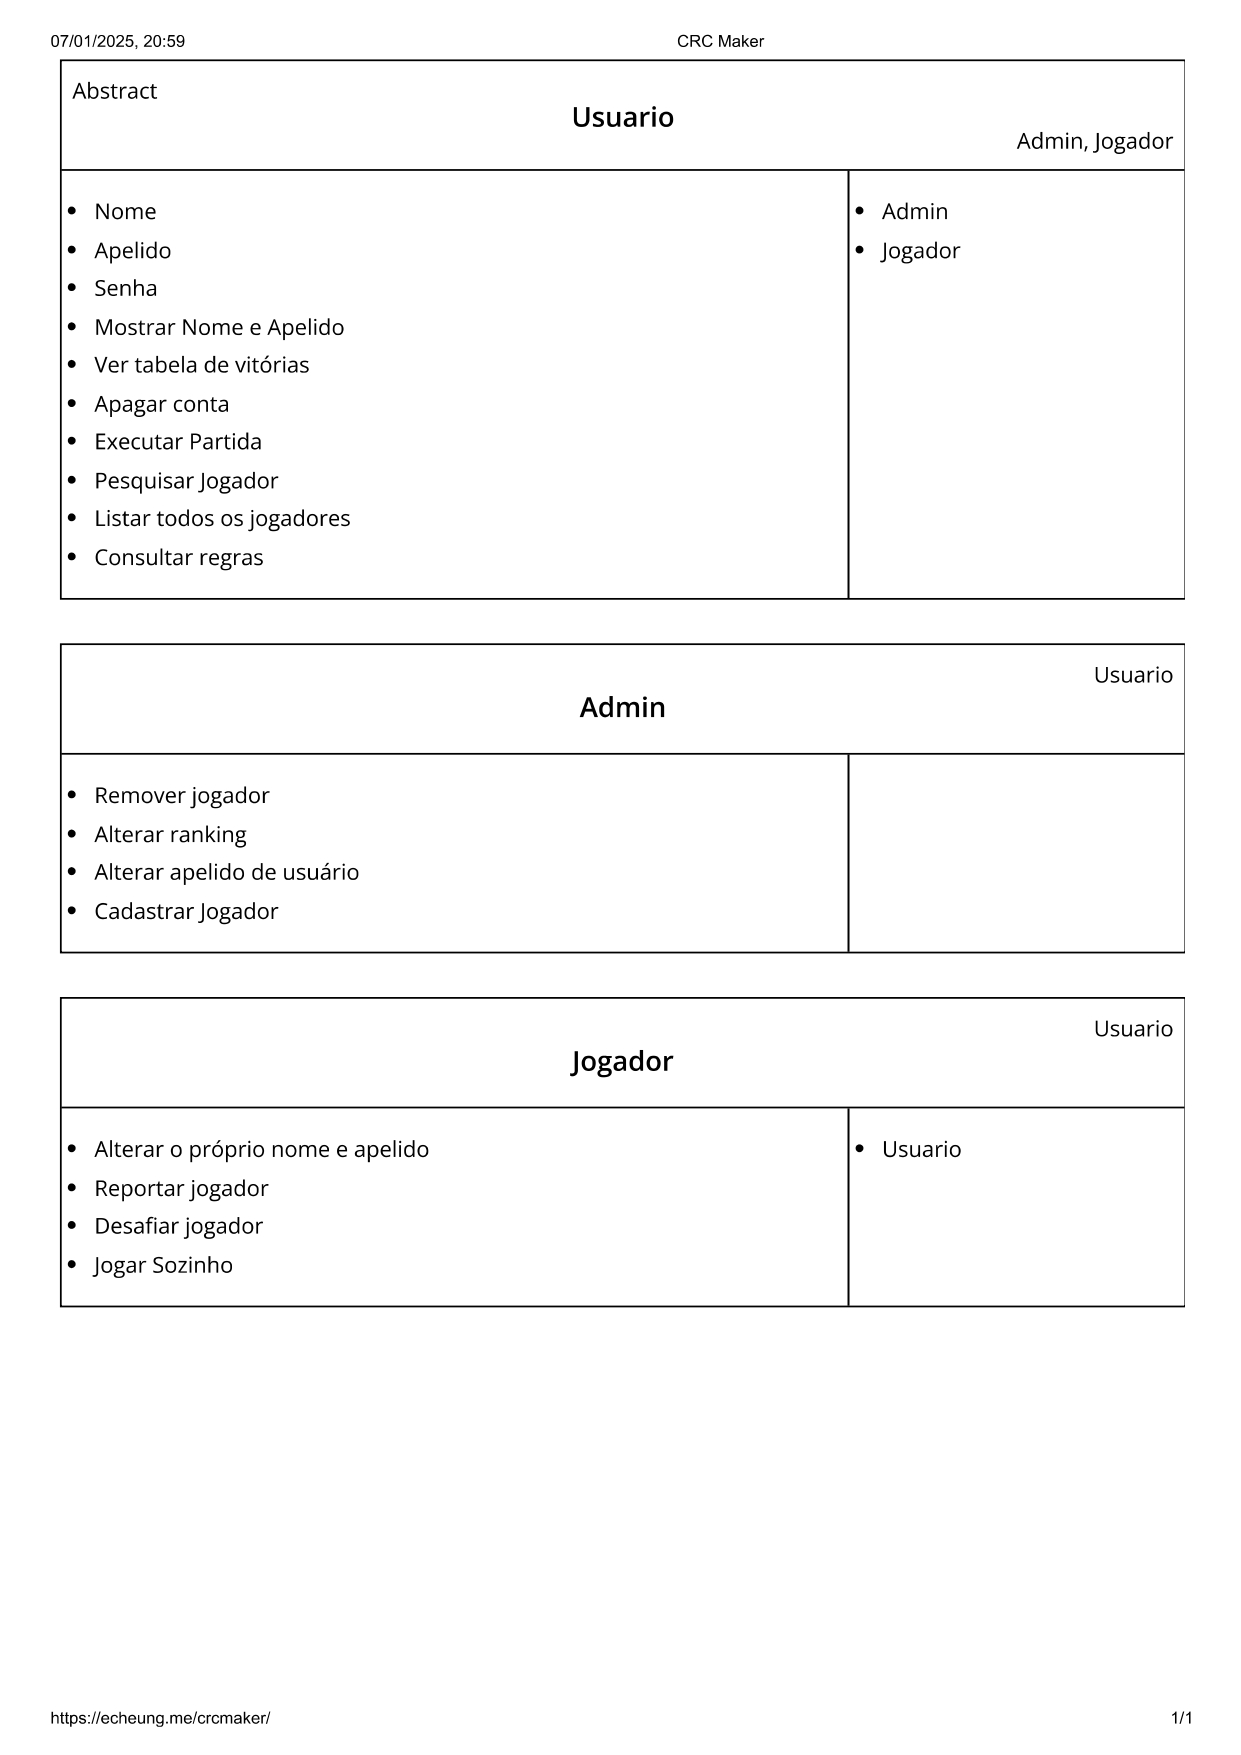 07/01/2025, 20:59 CRC Maker
Abstract
Usuario
Admin, Jogador
• Nome
• Apelido
• Senha
• Mostrar Nome e Apelido
• Ver tabela de vitórias
• Apagar conta
• Executar Partida
• Pesquisar Jogador
• Listar todos os jogadores
• Consultar regras
• Admin
• Jogador
Usuario
Admin
• Remover jogador
• Alterar ranking
• Alterar apelido de usuário
• Cadastrar Jogador
Usuario
Jogador
• Alterar o próprio nome e apelido
• Reportar jogador
• Desafiar jogador
• Jogar Sozinho
• Usuario
https://echeung.me/crcmaker/ 1/1